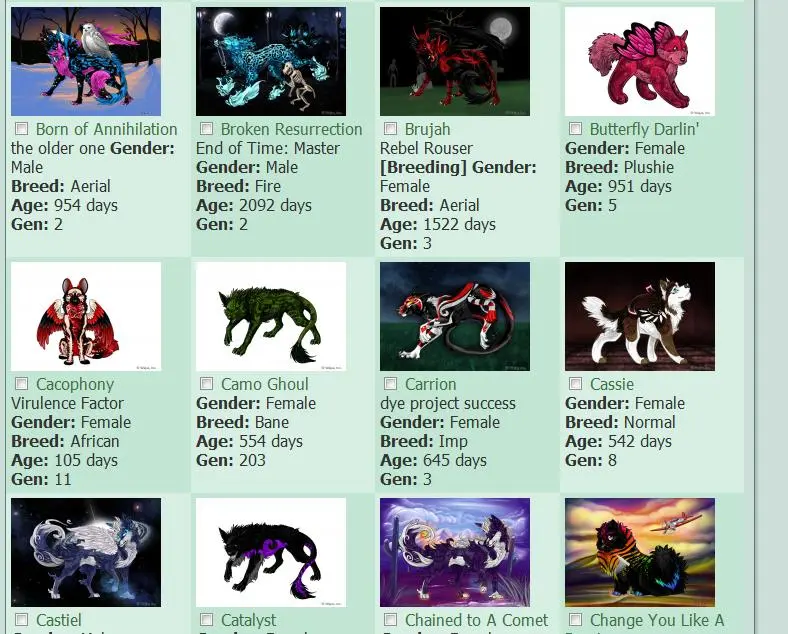 Born of Annihilation
the older one Gender:
Male
Breed: Aerial
Age: 954 days
Gen: 2
Broken Resurrection
End of Time: Master
Gender: Male
Breed: Fire
Age: 2092 days
Gen: 2
Brujah
Rebel Rouser
[Breeding] Gender:
Female
Breed: Aerial
Age: 1522 days
Gen: 3
Butterfly Darlin'
Gender: Female
Breed: Plushie
Age: 951 days
Gen: 5
Cacophony
Virulence Factor
Gender: Female
Breed: African
Age: 105 days
Gen: 11
Camo Ghoul
Gender: Female
Breed: Bane
Age: 554 days
Gen: 203
Carrion
dye project success
Gender: Female
Breed: Imp
Age: 645 days
Gen: 3
Cassie
Gender: Female
Breed: Normal
Age: 542 days
Gen: 8
Castiel
Catalyst
Chained to A Comet
Change You Like A